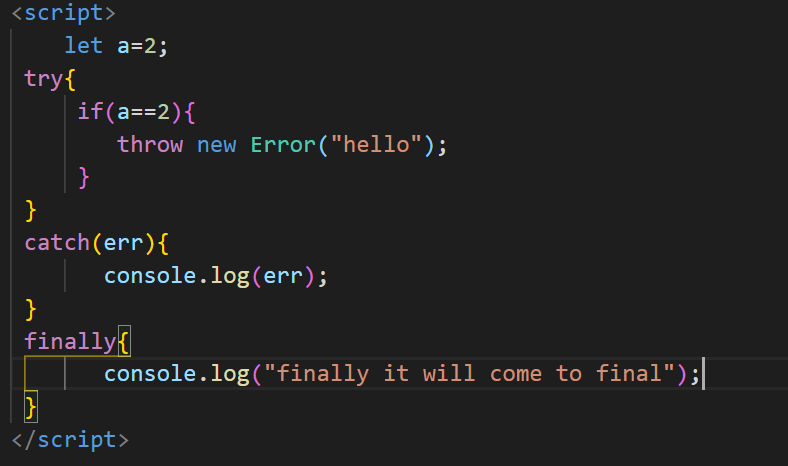 <script>
let a=2;
try{
if(a==2){
throw new Error("hello");
}
}
catch(err){
console.log(err);
}
finally{
console.log("finally it will come to final");
}
</script>